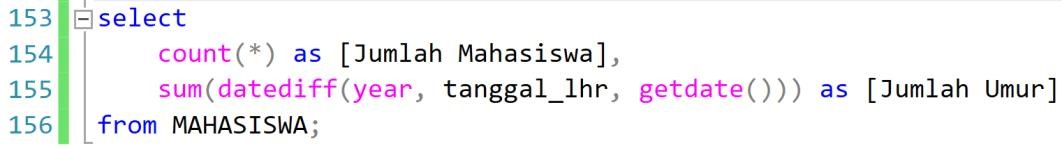 153 select
154     count(*) as [Jumlah Mahasiswa],
155     sum(datediff(year, tanggal_lhr, getdate())) as [Jumlah Umur]
156 from MAHASISWA;